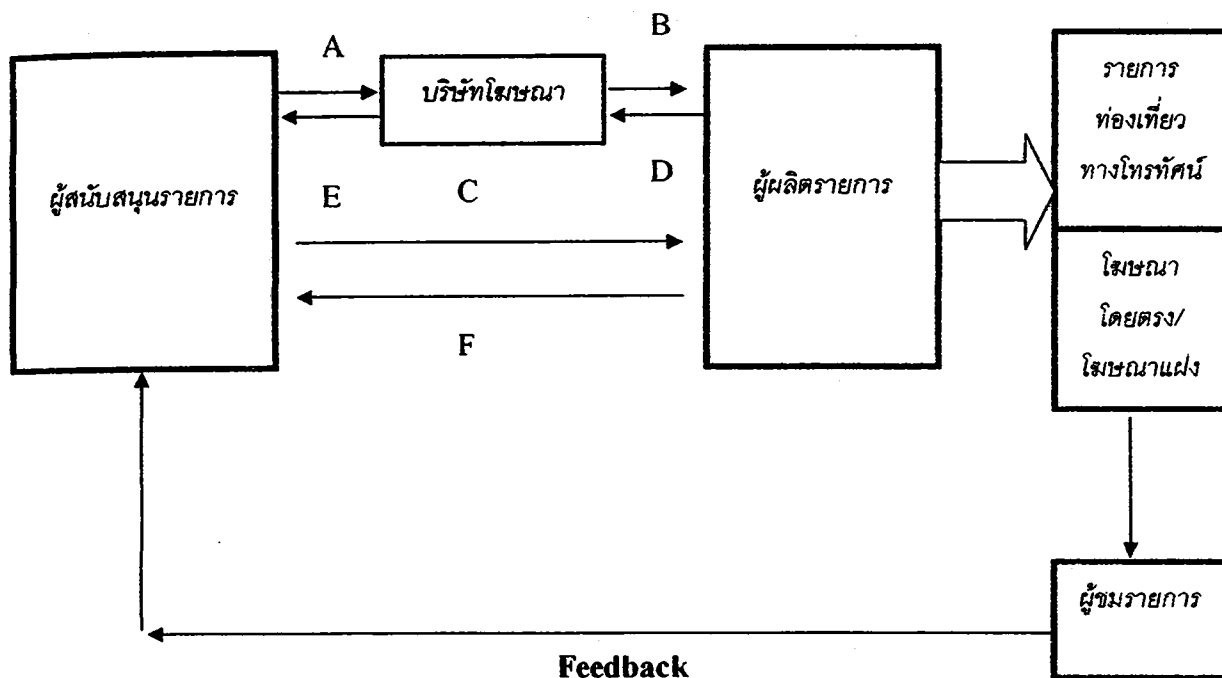 A
B
บริษัทโฆษณา
รายการ
ท่องเที่ยว
ทางโทรทัศน์
ผู้สนับสนุนรายการ
E
C
D
ผู้ผลิตรายการ
โฆษณา
โดยตรง/
โฆษณาแฝง
F
ผู้ชมรายการ
Feedback